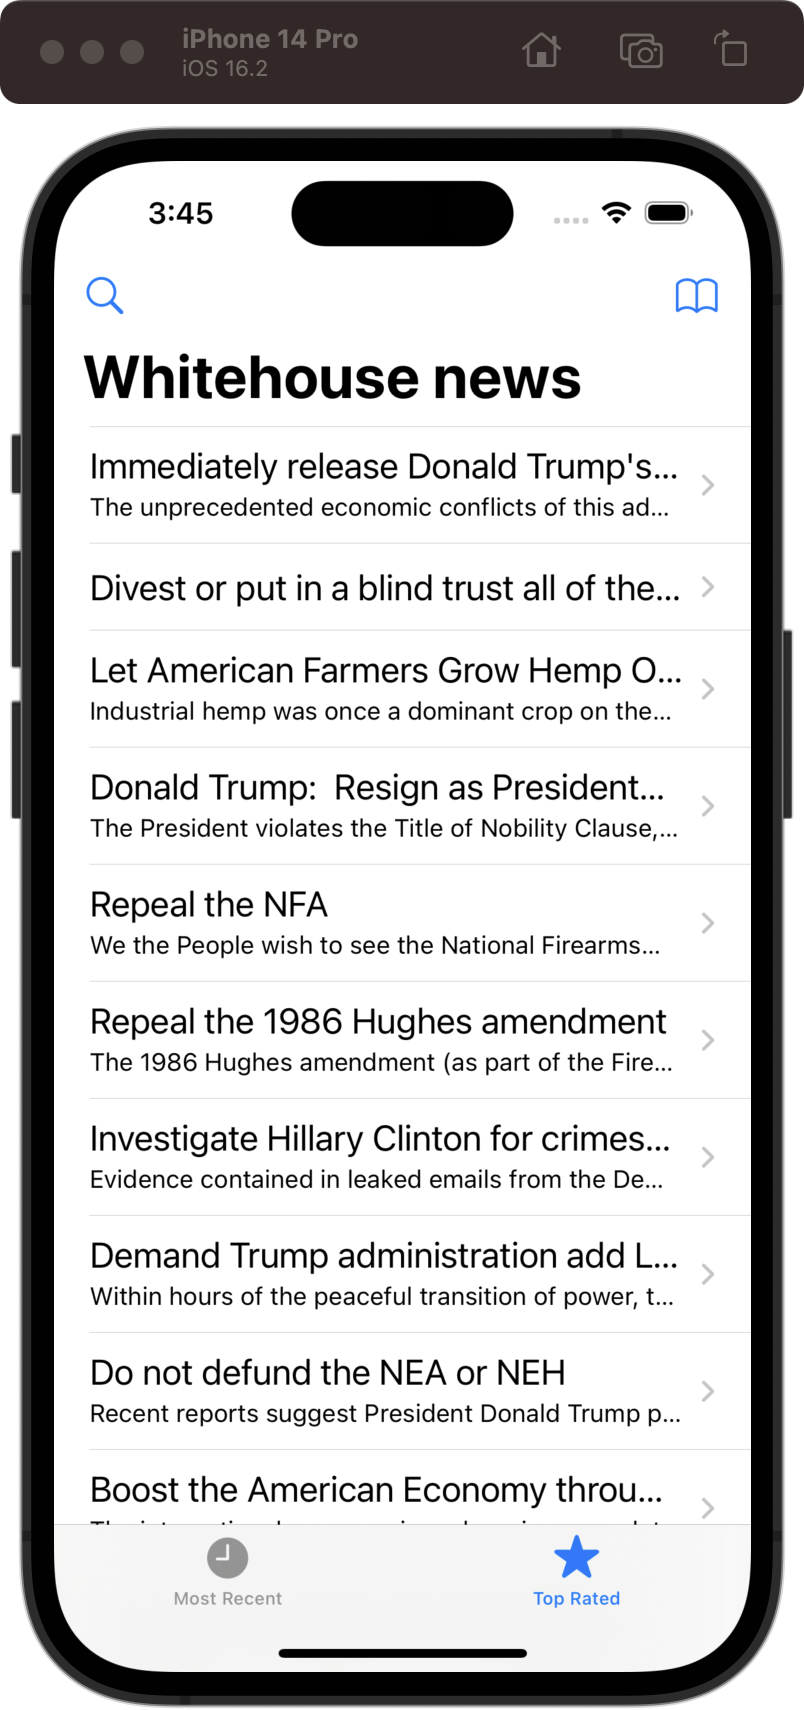 iPhone 14 Pro
iOS 16.2
3:45
Whitehouse news
Immediately release Donald Trump's...
The unprecedented economic conflicts of this ad...
Divest or put in a blind trust all of the...
Let American Farmers Grow Hemp O...
Industrial hemp was once a dominant crop on the...
Donald Trump:  Resign as President...
The President violates the Title of Nobility Clause,...
Repeal the NFA
We the People wish to see the National Firearms...
Repeal the 1986 Hughes amendment
The 1986 Hughes amendment (as part of the Fire...
Investigate Hillary Clinton for crimes...
Evidence contained in leaked emails from the De...
Demand Trump administration add L...
Within hours of the peaceful transition of power, t...
Do not defund the NEA or NEH
Recent reports suggest President Donald Trump p...
Boost the American Economy throu...
Most Recent
Top Rated